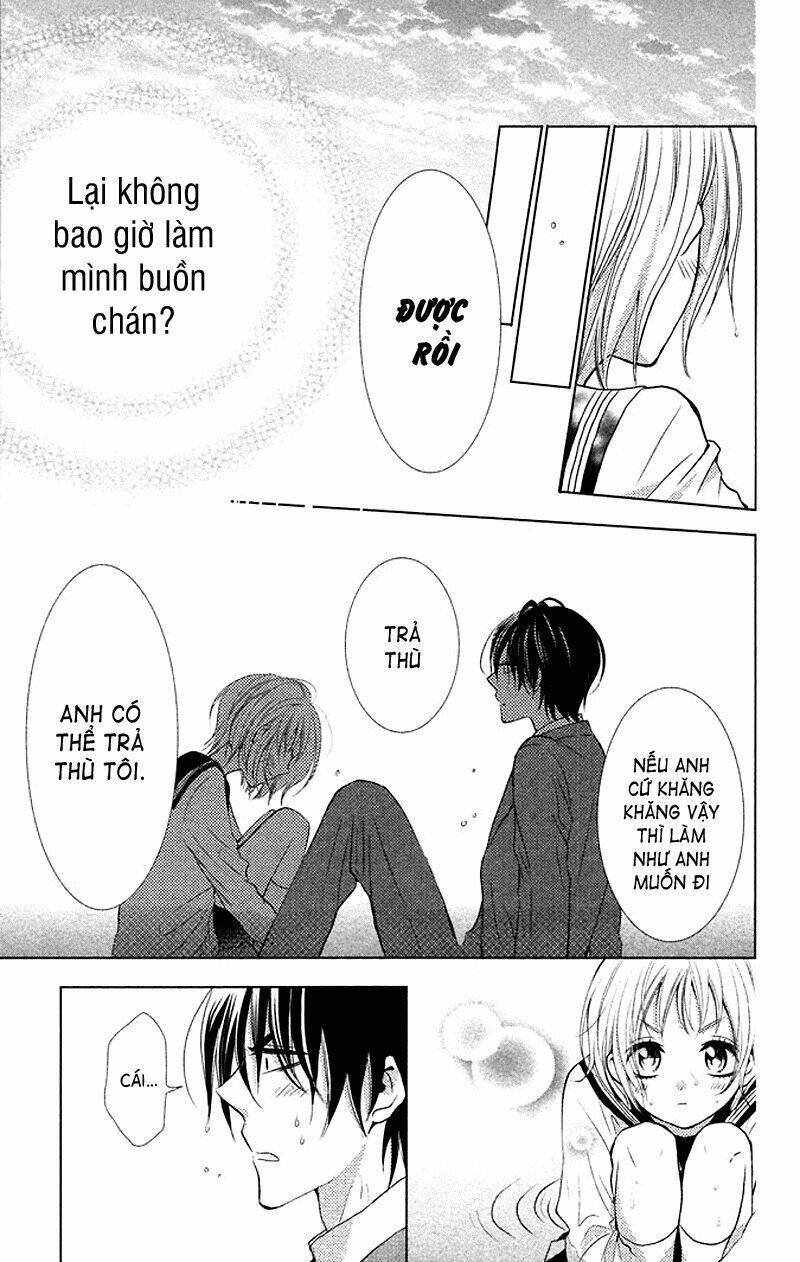 Lại không
bao giờ làm
mình buồn
chán?
ĐƯỢC
RỒI
TRẢ
THÙ
NẾU ANH
CỨ KHĂNG
KHĂNG VẬY
THÌ LÀM
NHƯ ANH
MUỐN ĐI
ANH CÓ
THỂ TRẢ
THÙ TÔI.
CÁI...